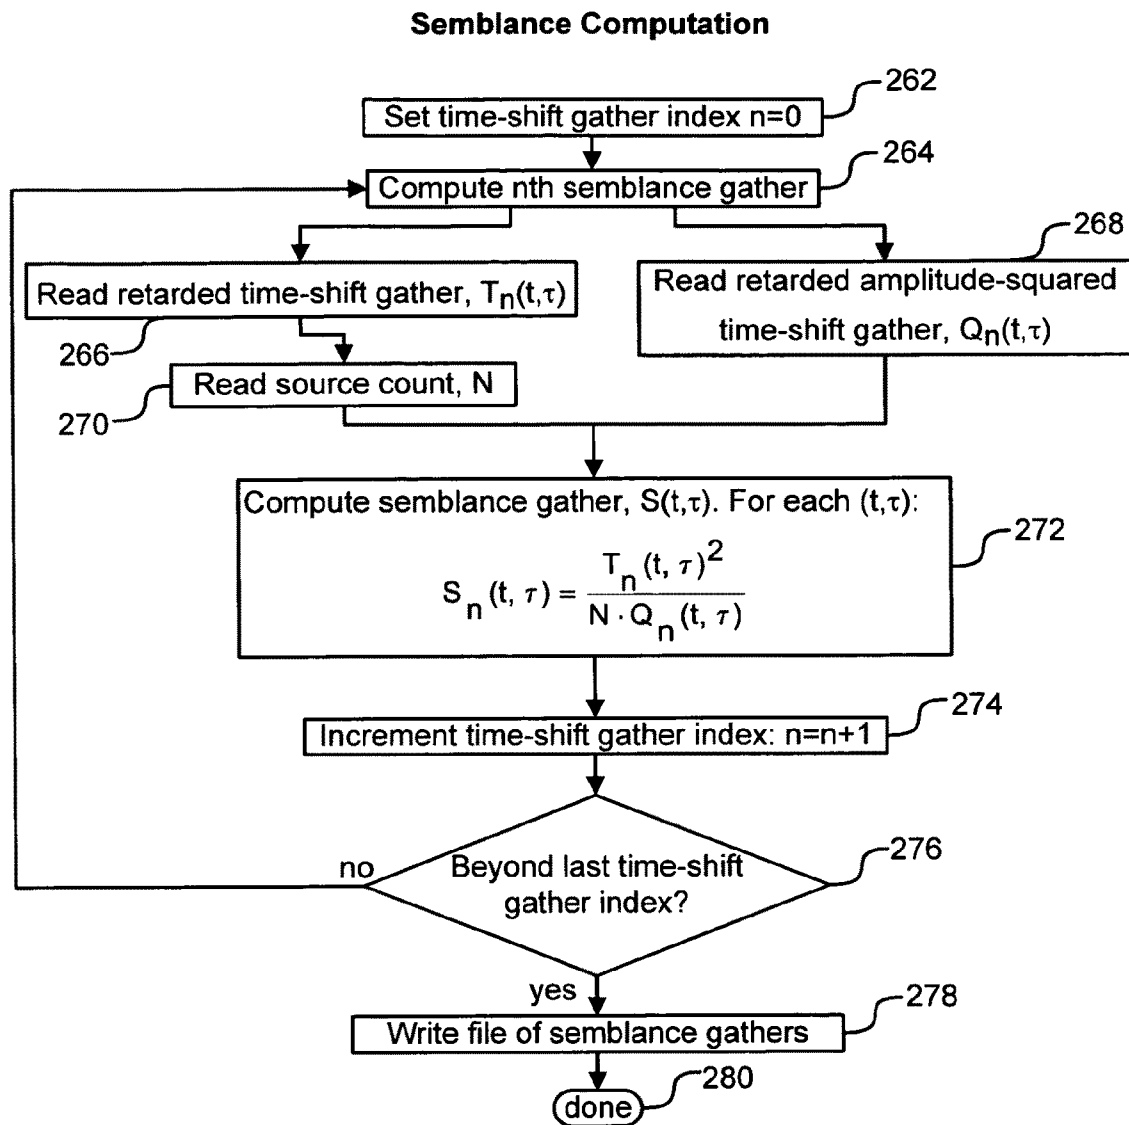 Semblance Computation
262
Set time-shift gather index n=0
264
Compute nth semblance gather
268
Read retarded time-shift gather, Tn(t,τ)
Read retarded amplitude-squared
time-shift gather, Qn(t,τ)
266
Read source count, N
270
Compute semblance gather, S(t,τ). For each (t,τ):
272
S n (t, τ) = T n (t, τ)2 / N · Q n (t, τ)
274
Increment time-shift gather index: n=n+1
276
no
Beyond last time-shift
gather index?
yes
278
Write file of semblance gathers
280
done